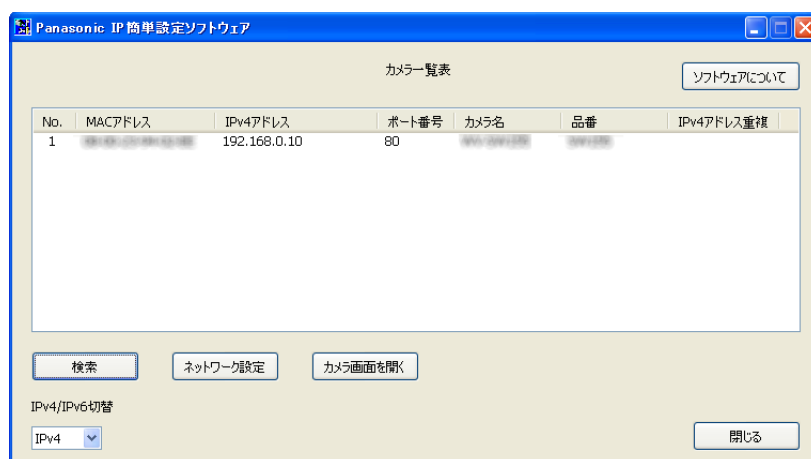 Panasonic IP簡単設定ソフトウェア
カメラ一覧表
ソフトウェアについて
No. MACアドレス IPv4アドレス ポート番号 カメラ名 品番 IPv4アドレス重複
1 192.168.0.10 80
検索 ネットワーク設定 カメラ画面を開く
IPv4/IPv6切替
IPv4
閉じる